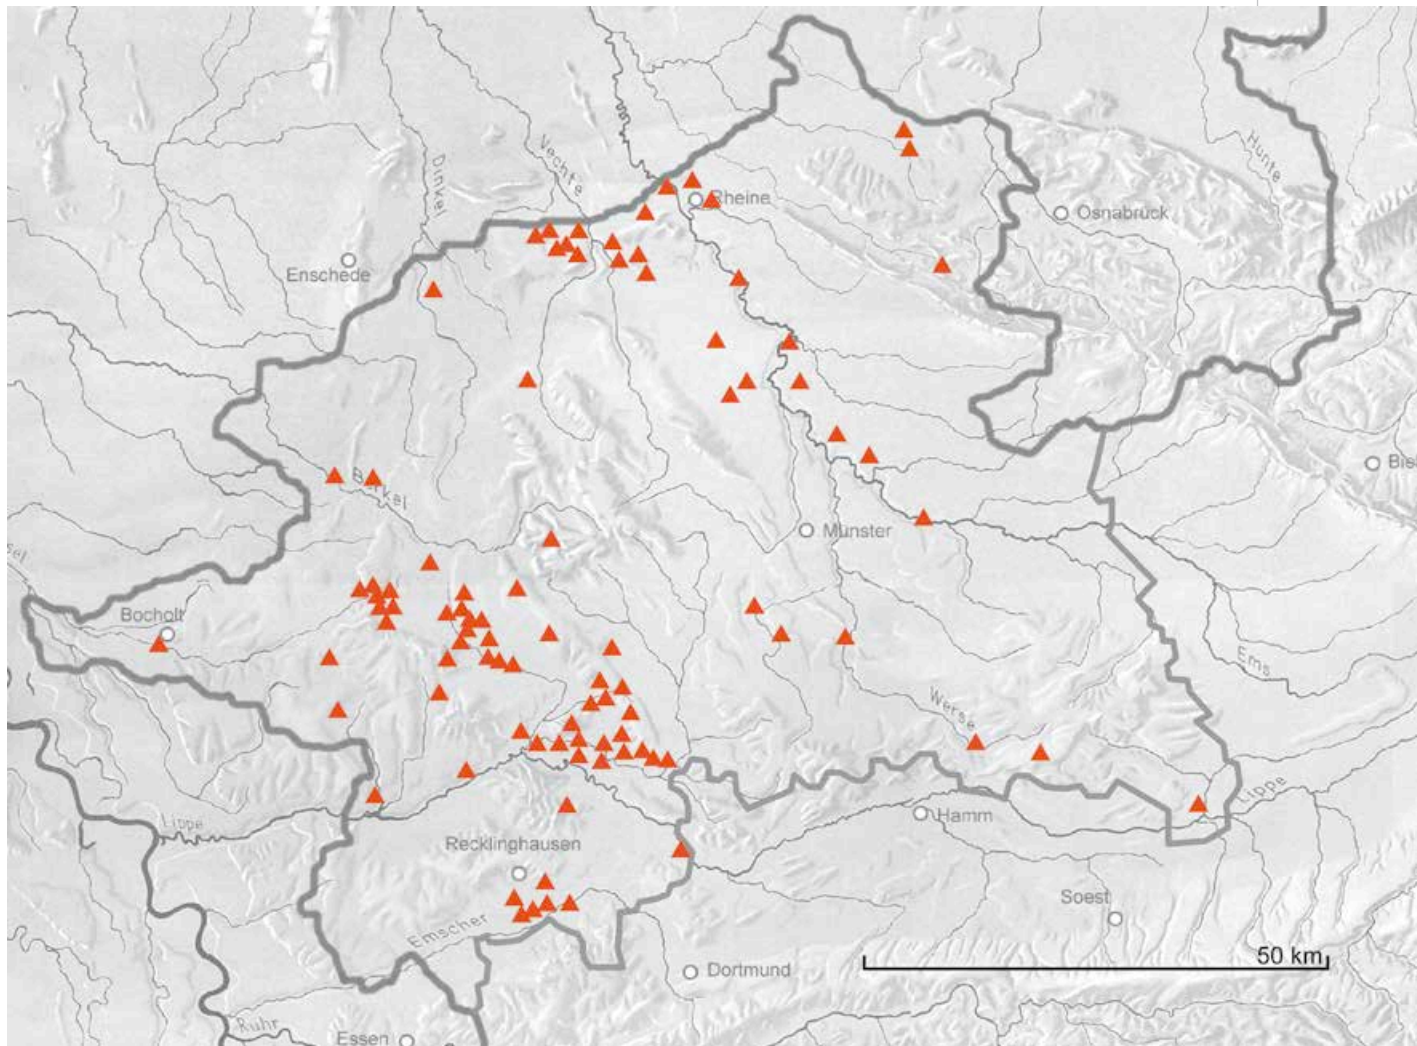 Vechte
Dinkel
Hunte
Rheine
Osnabrück
Enschede
Berkel
Münster
Bocholt
Ems
Werse
Lippe
Lippe
Hamm
Recklinghausen
Soest
Emscher
50 km
Dortmund
Ruhr
Essen